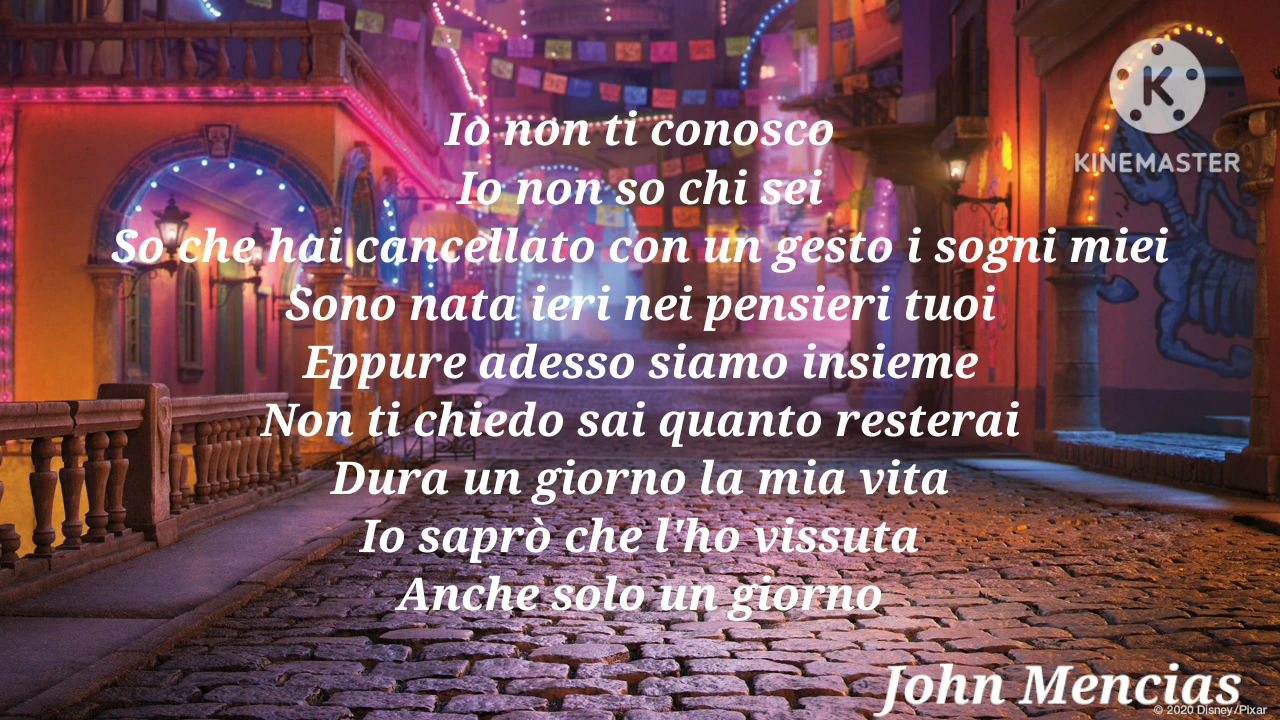 K
KINEMASTER
Io non ti conosco
Io non so chi sei
So che hai cancellato con un gesto i sogni miei
Sono nata ieri nei pensieri tuoi
Eppure adesso siamo insieme
Non ti chiedo sai quanto resterai
Dura un giorno la mia vita
Io saprò che l'ho vissuta
Anche solo un giorno
John Mencias
© 2020 Disney/Pixar